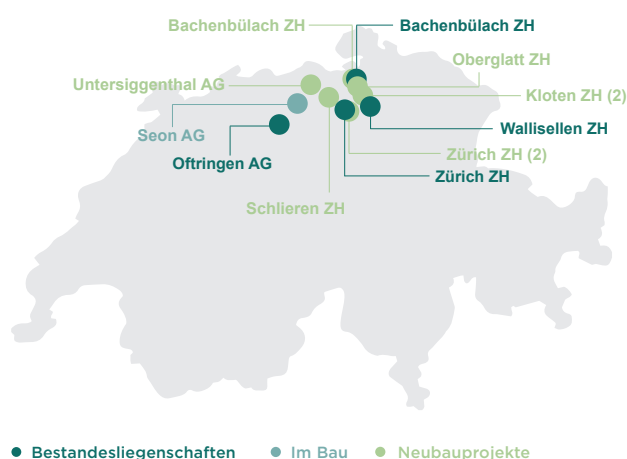 Bachenbülach ZH
Bachenbülach ZH
Oberglatt ZH
Untersiggenthal AG
Kloten ZH (2)
Seon AG
Wallisellen ZH
Oftringen AG
Zürich ZH (2)
Zürich ZH
Schlieren ZH
Bestandesliegenschaften
Im Bau
Neubauprojekte